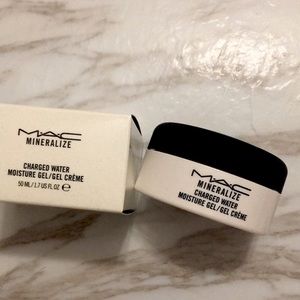 MAC
MINERALIZE
CHARGED WATER
MOISTURE GEL/GEL CRÈME
50 ML/1.7 US FL OZ ℮
MAC
MINERALIZE
CHARGED WATER
MOISTURE GEL/GEL CRÈME